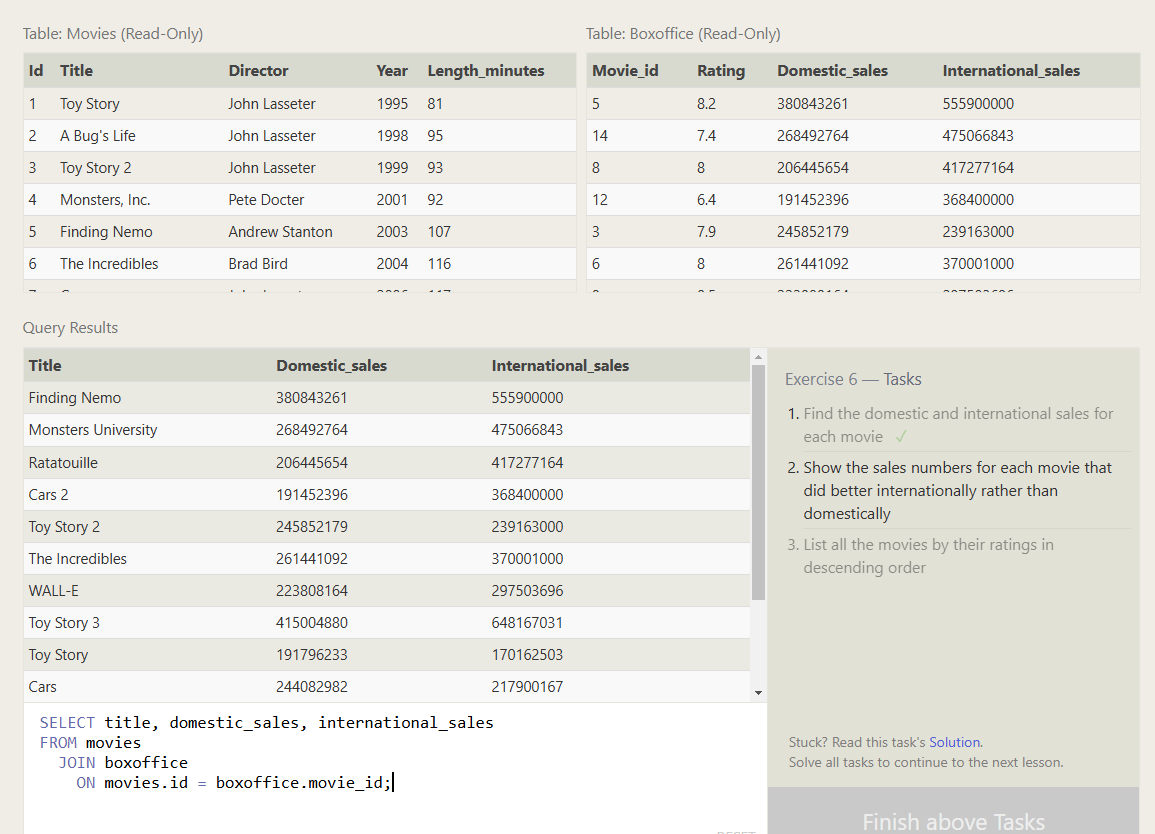 Table: Movies (Read-Only)
Id Title Director Year Length_minutes
1 Toy Story John Lasseter 1995 81
2 A Bug's Life John Lasseter 1998 95
3 Toy Story 2 John Lasseter 1999 93
4 Monsters, Inc. Pete Docter 2001 92
5 Finding Nemo Andrew Stanton 2003 107
6 The Incredibles Brad Bird 2004 116
Table: Boxoffice (Read-Only)
Movie_id Rating Domestic_sales International_sales
5 8.2 380843261 555900000
14 7.4 268492764 475066843
8 8 206445654 417277164
12 6.4 191452396 368400000
3 7.9 245852179 239163000
6 8 261441092 370001000
Query Results
Title Domestic_sales International_sales
Finding Nemo 380843261 555900000
Monsters University 268492764 475066843
Ratatouille 206445654 417277164
Cars 2 191452396 368400000
Toy Story 2 245852179 239163000
The Incredibles 261441092 370001000
WALL-E 223808164 297503696
Toy Story 3 415004880 648167031
Toy Story 191796233 170162503
Cars 244082982 217900167
SELECT title, domestic_sales, international_sales
FROM movies
JOIN boxoffice
ON movies.id = boxoffice.movie_id;
Exercise 6 — Tasks
1. Find the domestic and international sales for
each movie ✓
2. Show the sales numbers for each movie that
did better internationally rather than
domestically
3. List all the movies by their ratings in
descending order
Stuck? Read this task's Solution.
Solve all tasks to continue to the next lesson.
Finish above Tasks